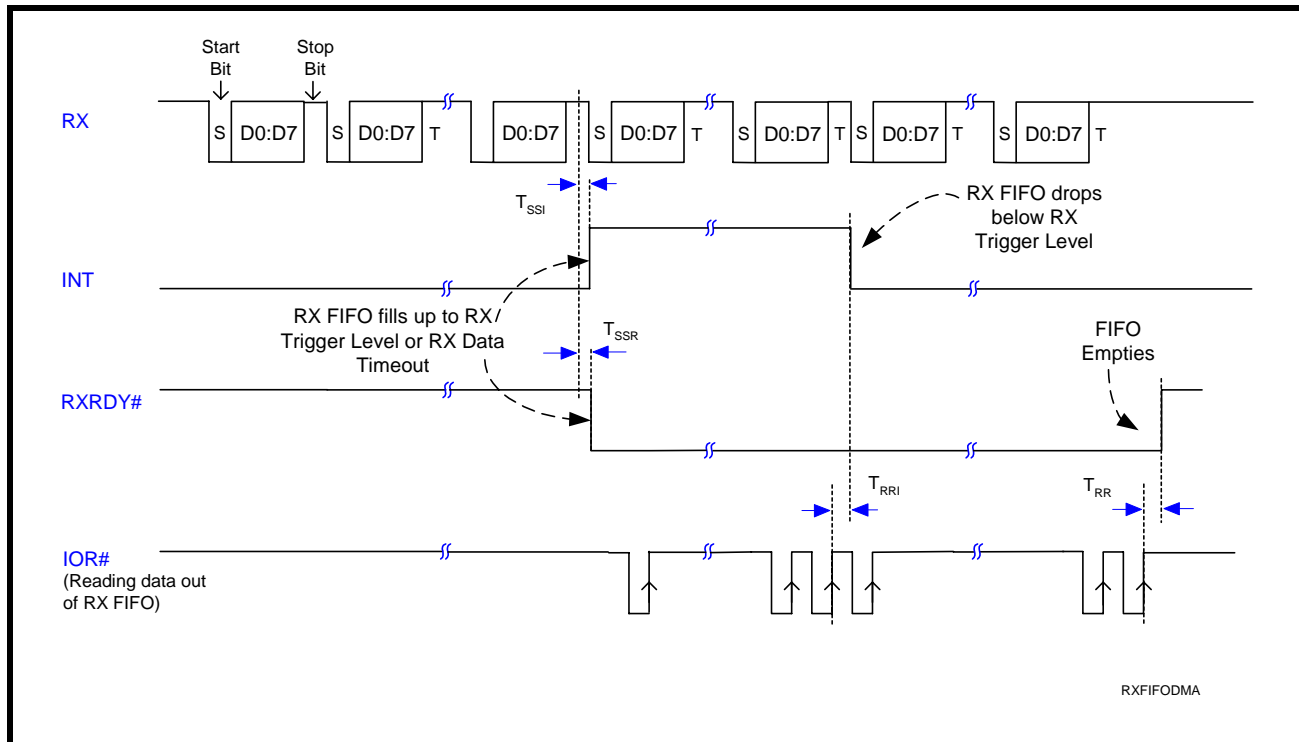 Start
Bit
Stop
Bit
RX
S D0:D7 S D0:D7 T D0:D7 S D0:D7 T S D0:D7 T S D0:D7 T S D0:D7 T
TSSI
RX FIFO drops
below RX
Trigger Level
INT
RX FIFO fills up to RX
Trigger Level or RX Data
Timeout
TSSR
FIFO
Empties
RXRDY#
TRRI
TRR
IOR#
(Reading data out
of RX FIFO)
RXFIFODMA